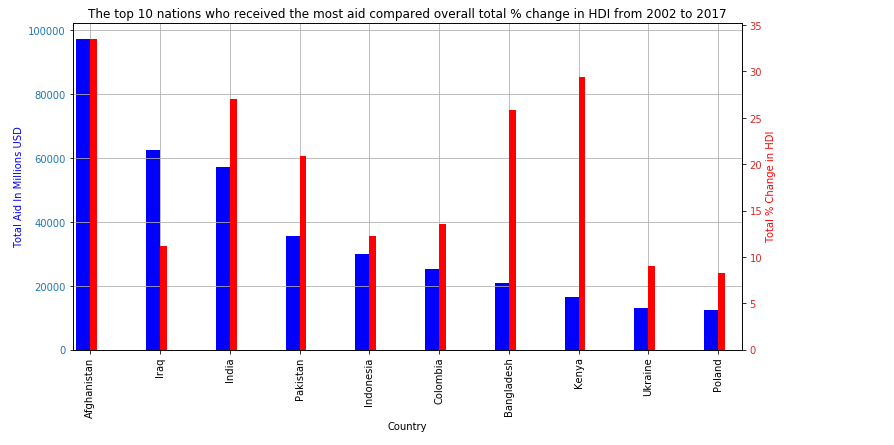 The top 10 nations who received the most aid compared overall total % change in HDI from 2002 to 2017
100000
80000
60000
40000
20000
0
Total Aid In Millions USD
35
30
25
20
15
10
5
0
Total % Change in HDI
Afghanistan
Iraq
India
Pakistan
Indonesia
Colombia
Bangladesh
Kenya
Ukraine
Poland
Country